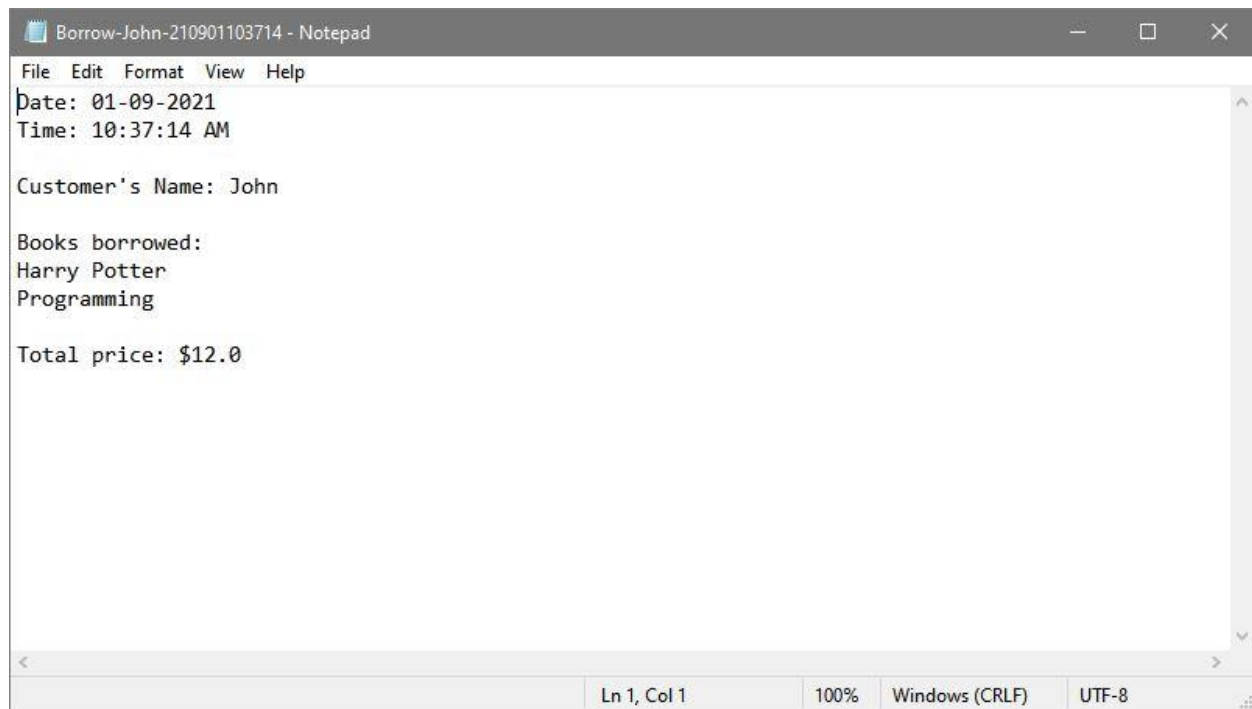 Borrow-John-210901103714 - Notepad
File Edit Format View Help
Date: 01-09-2021
Time: 10:37:14 AM
Customer's Name: John
Books borrowed:
Harry Potter
Programming
Total price: $12.0
Ln 1, Col 1 100% Windows (CRLF) UTF-8